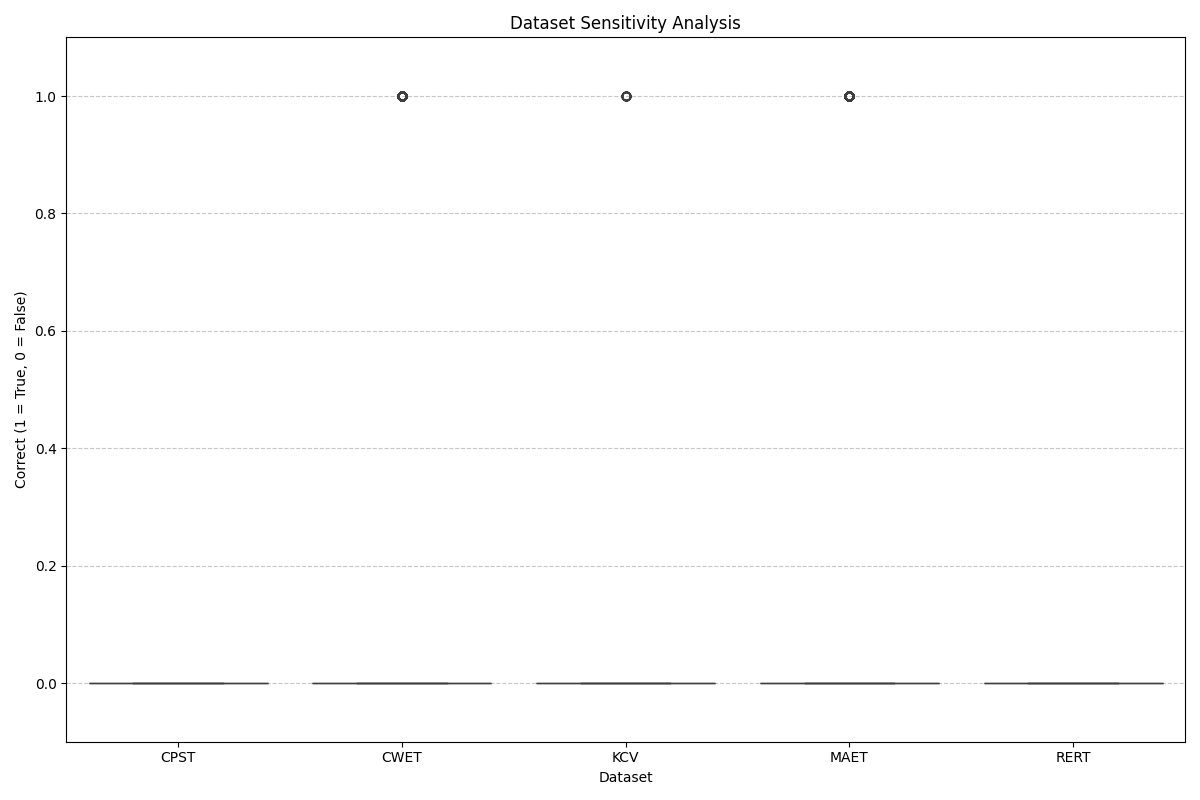 Dataset Sensitivity Analysis
Correct (1 = True, 0 = False)
1.0
0.8
0.6
0.4
0.2
0.0
CPST CWET KCV MAET RERT
Dataset